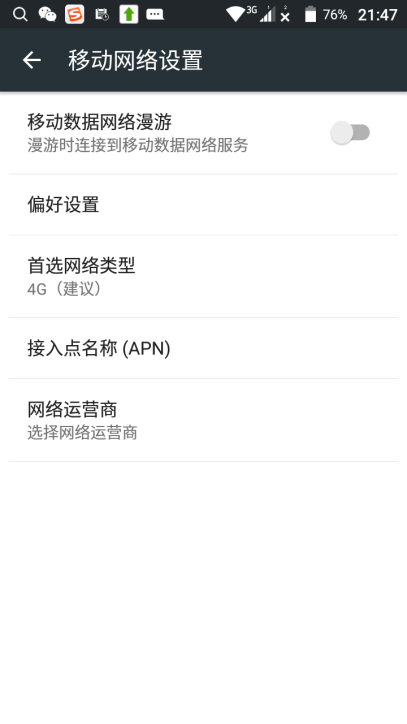 3G 76% 21:47
移动网络设置
移动数据网络漫游
漫游时连接到移动数据网络服务
偏好设置
首选网络类型
4G（建议）
接入点名称 (APN)
网络运营商
选择网络运营商